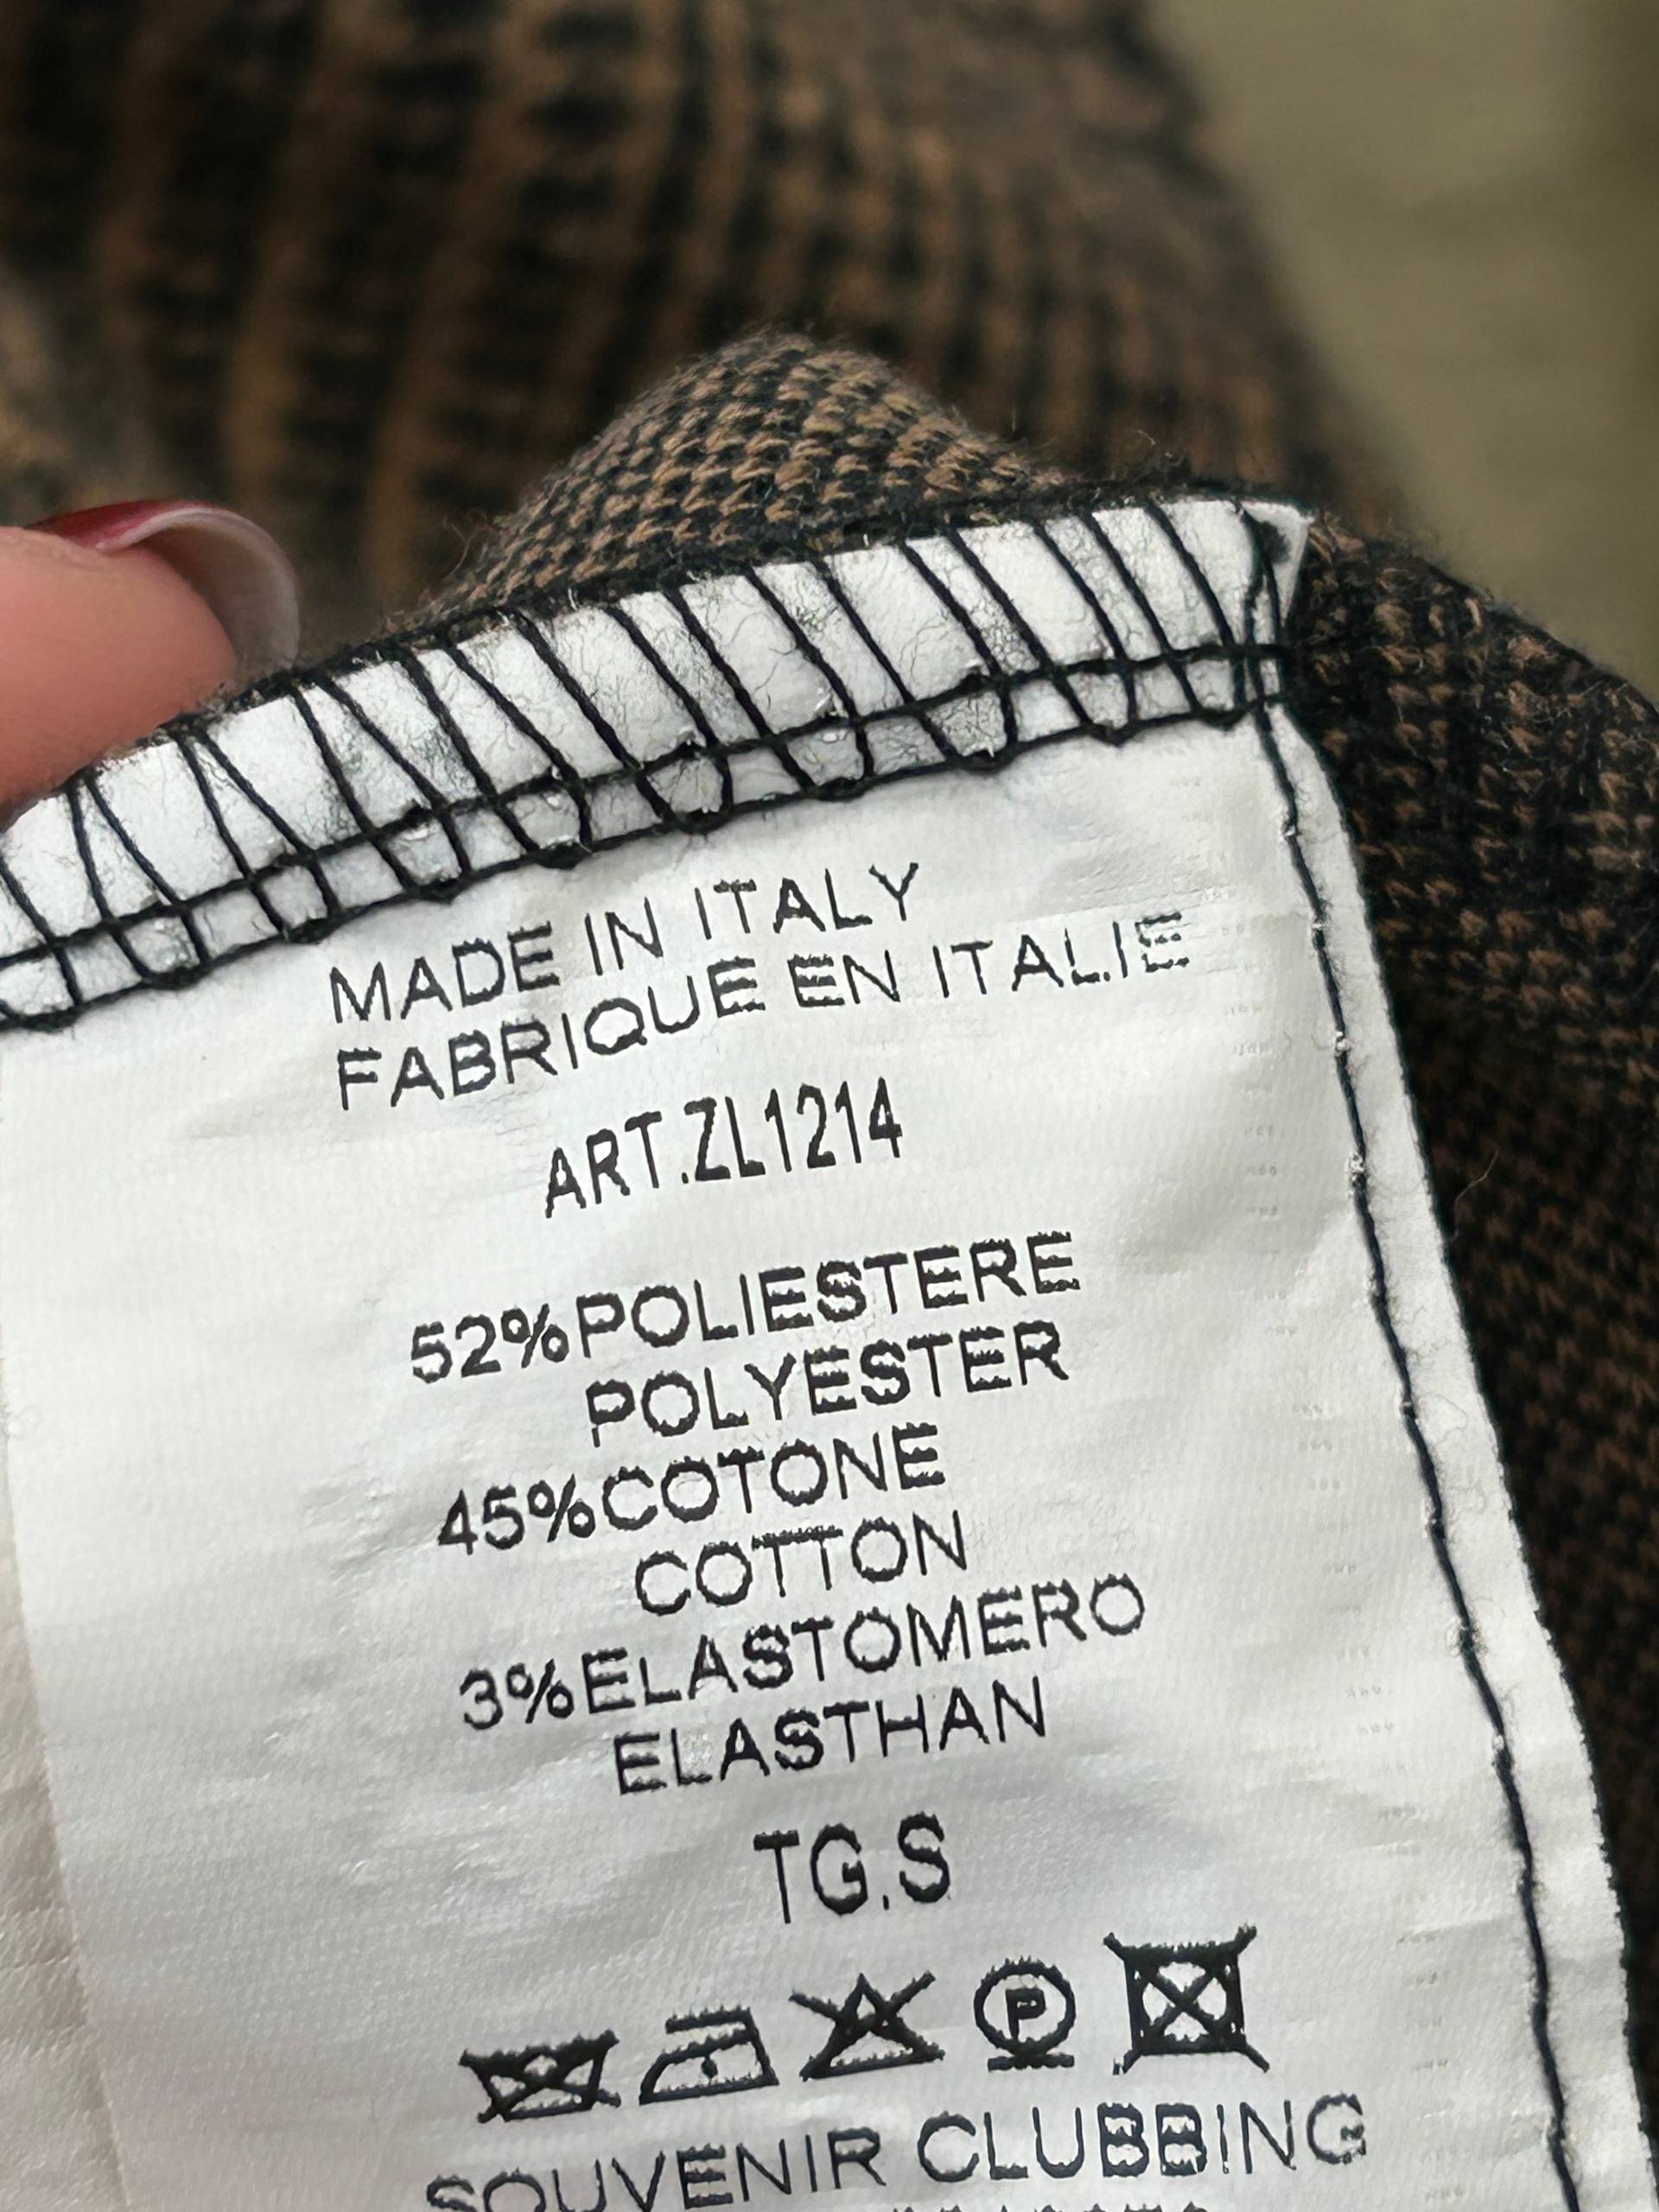 MADE IN ITALY
FABRIQUE EN ITALIE
ART.ZL1214
52%POLIESTERE
POLYESTER
45%COTONE
COTTON
3%ELASTOMERO
ELASTHAN
TG.S
P
SOUVENIR CLUBBING